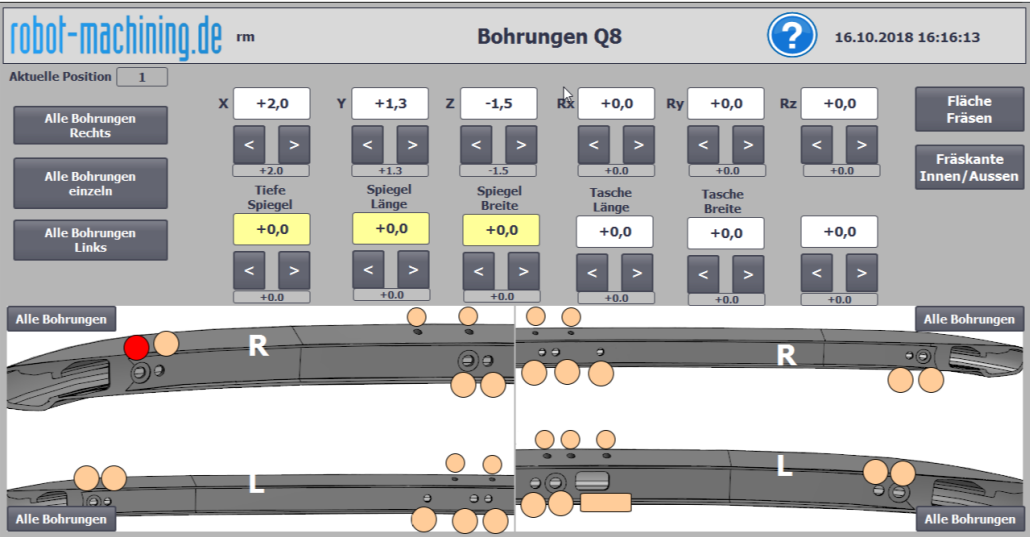 robot-machining.de rm Bohrungen Q8 ? 16.10.2018 16:16:13
Aktuelle Position 1
X +2,0 Y +1,3 Z -1,5 Rx +0,0 Ry +0,0 Rz +0,0
< > < > < > < > < > < >
+2.0 +1.3 -1.5 +0.0 +0.0 +0.0
Alle Bohrungen
Rechts
Alle Bohrungen
einzeln
Alle Bohrungen
Links
Fläche
Fräsen
Fräskante
Innen/Aussen
Tiefe
Spiegel
Spiegel
Länge
Spiegel
Breite
Tasche
Länge
Tasche
Breite
+0,0 +0,0 +0,0 +0,0 +0,0 +0,0
< > < > < > < > < > < >
+0.0 +0.0 +0.0 +0.0 +0.0 +0.0
Alle Bohrungen
Alle Bohrungen
R
R
L
L
Alle Bohrungen
Alle Bohrungen